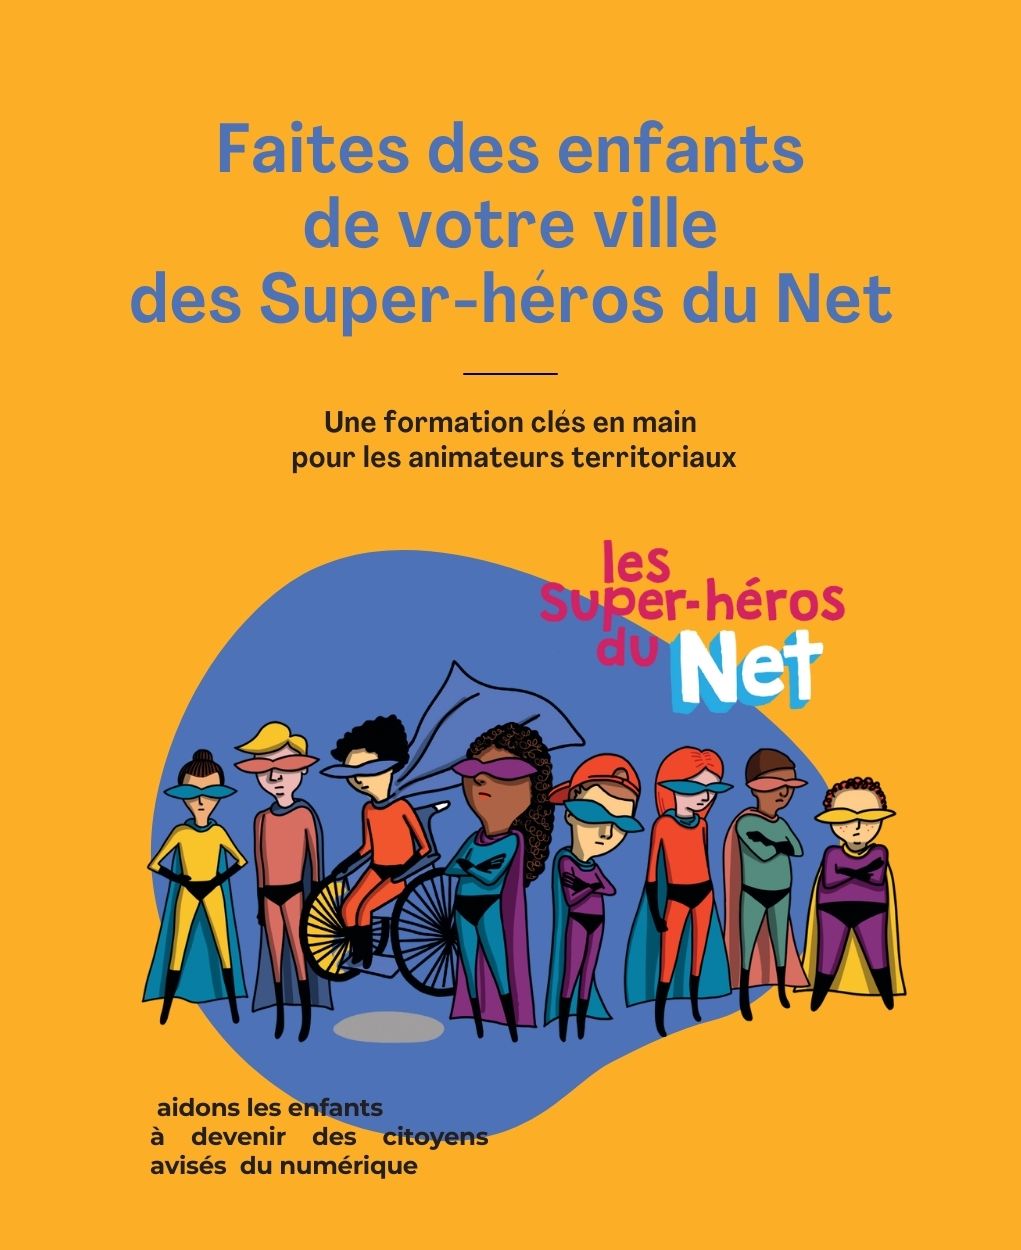 Faites des enfants
de votre ville
des Super-héros du Net
Une formation clés en main
pour les animateurs territoriaux
les
Super-héros
du Net
aidons les enfants
à devenir des citoyens
avisés du numérique